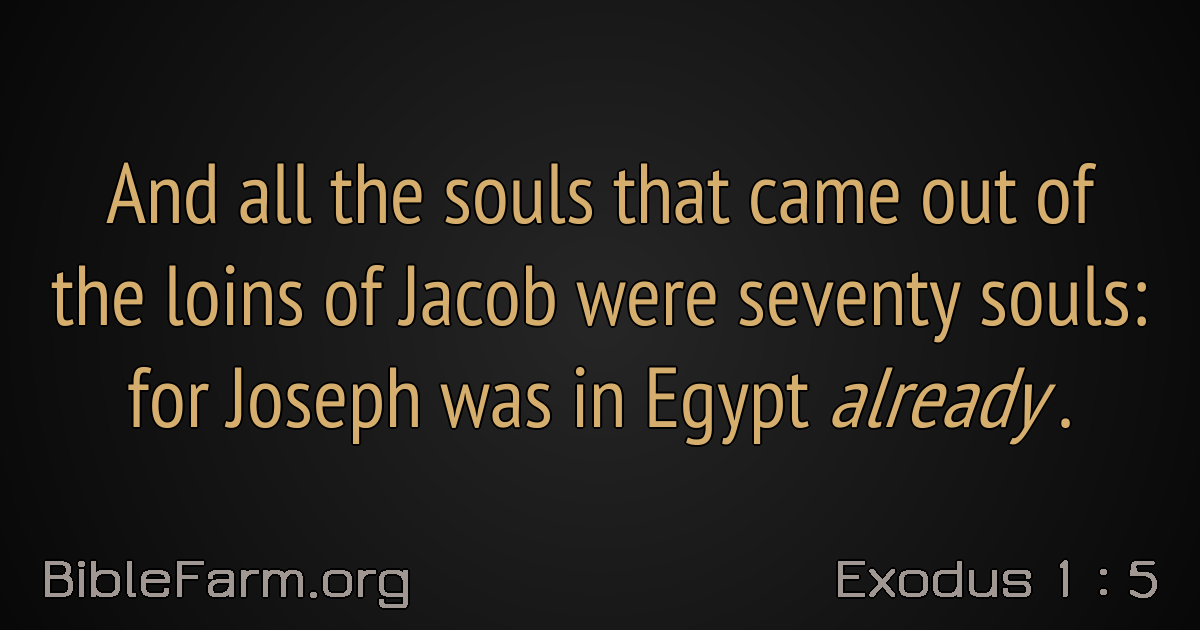 And all the souls that came out of
the loins of Jacob were seventy souls:
for Joseph was in Egypt already .
BibleFarm.org
Exodus 1 : 5